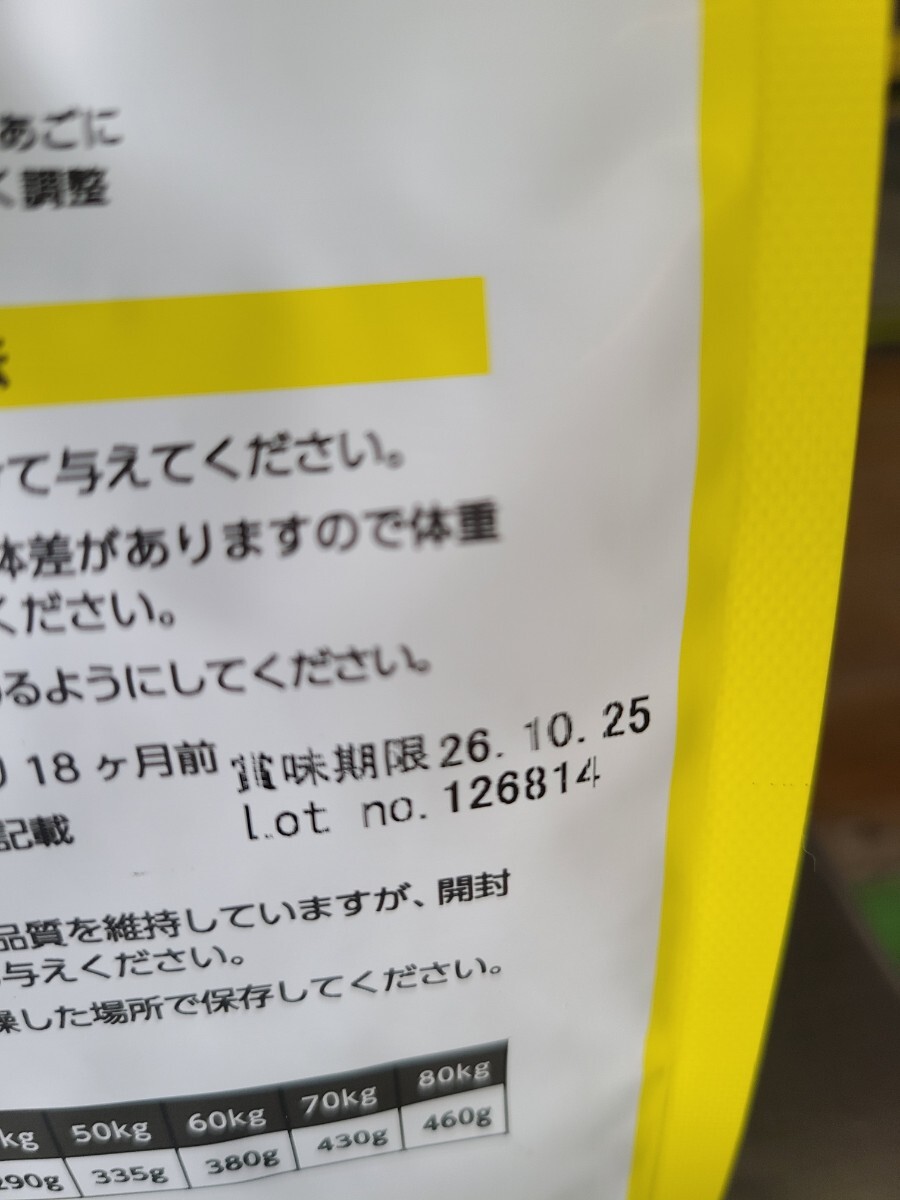 あごに
く調整
法
て与えてください。
体差がありますので体重
ください。
るようにしてください。
18 ヶ月前
賞味期限 26. 10. 25
記載
Lot no. 126814
品質を維持していますが、開封
与えください。
燥した場所で保存してください。
kg 50kg 60kg 70kg 80kg
290g 335g 380g 430g 460g